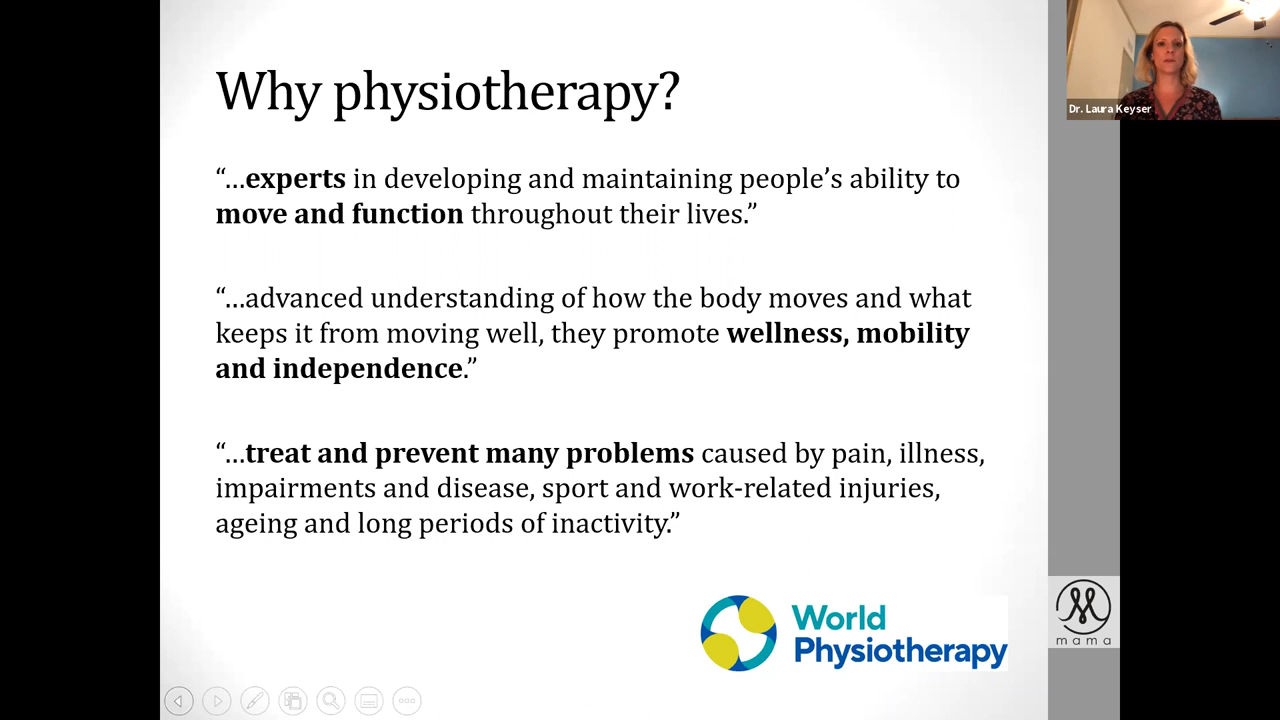 Why physiotherapy?
“...experts in developing and maintaining people’s ability to
move and function throughout their lives.”
“...advanced understanding of how the body moves and what
keeps it from moving well, they promote wellness, mobility
and independence.”
“...treat and prevent many problems caused by pain, illness,
impairments and disease, sport and work-related injuries,
ageing and long periods of inactivity.”
World
Physiotherapy
mama
Dr. Laura Keyser